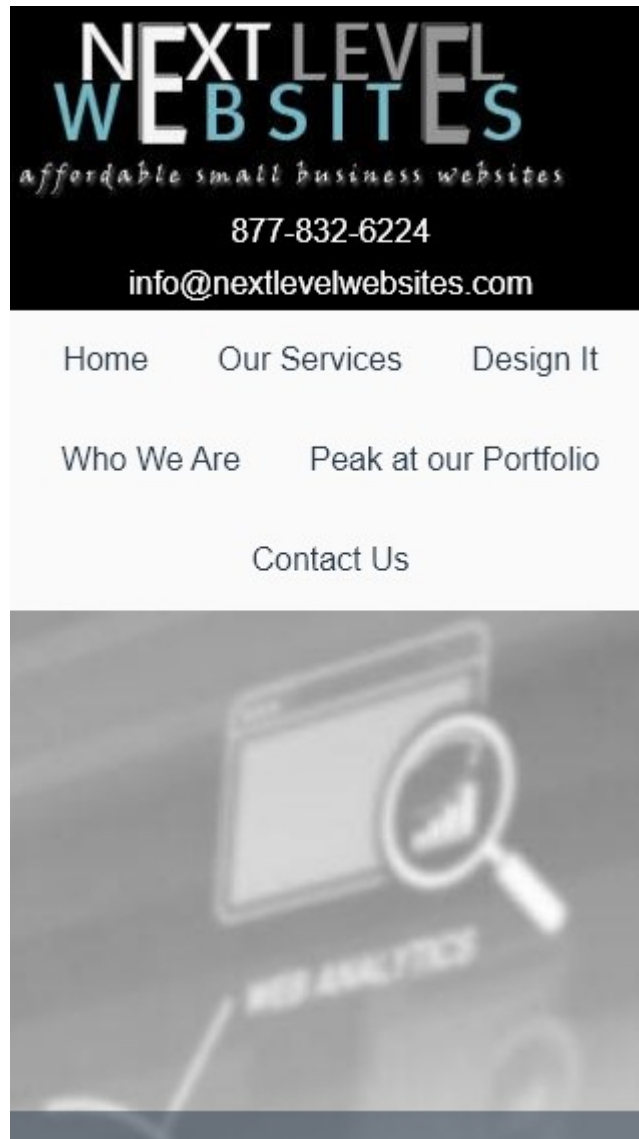 NEXT LEVEL
WEBSITES
affordable small business websites
877-832-6224
info@nextlevelwebsites.com
Home Our Services Design It
Who We Are Peak at our Portfolio
Contact Us
WEB ANALYTICS